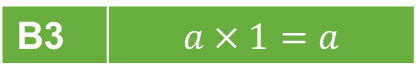 B3 a × 1 = a